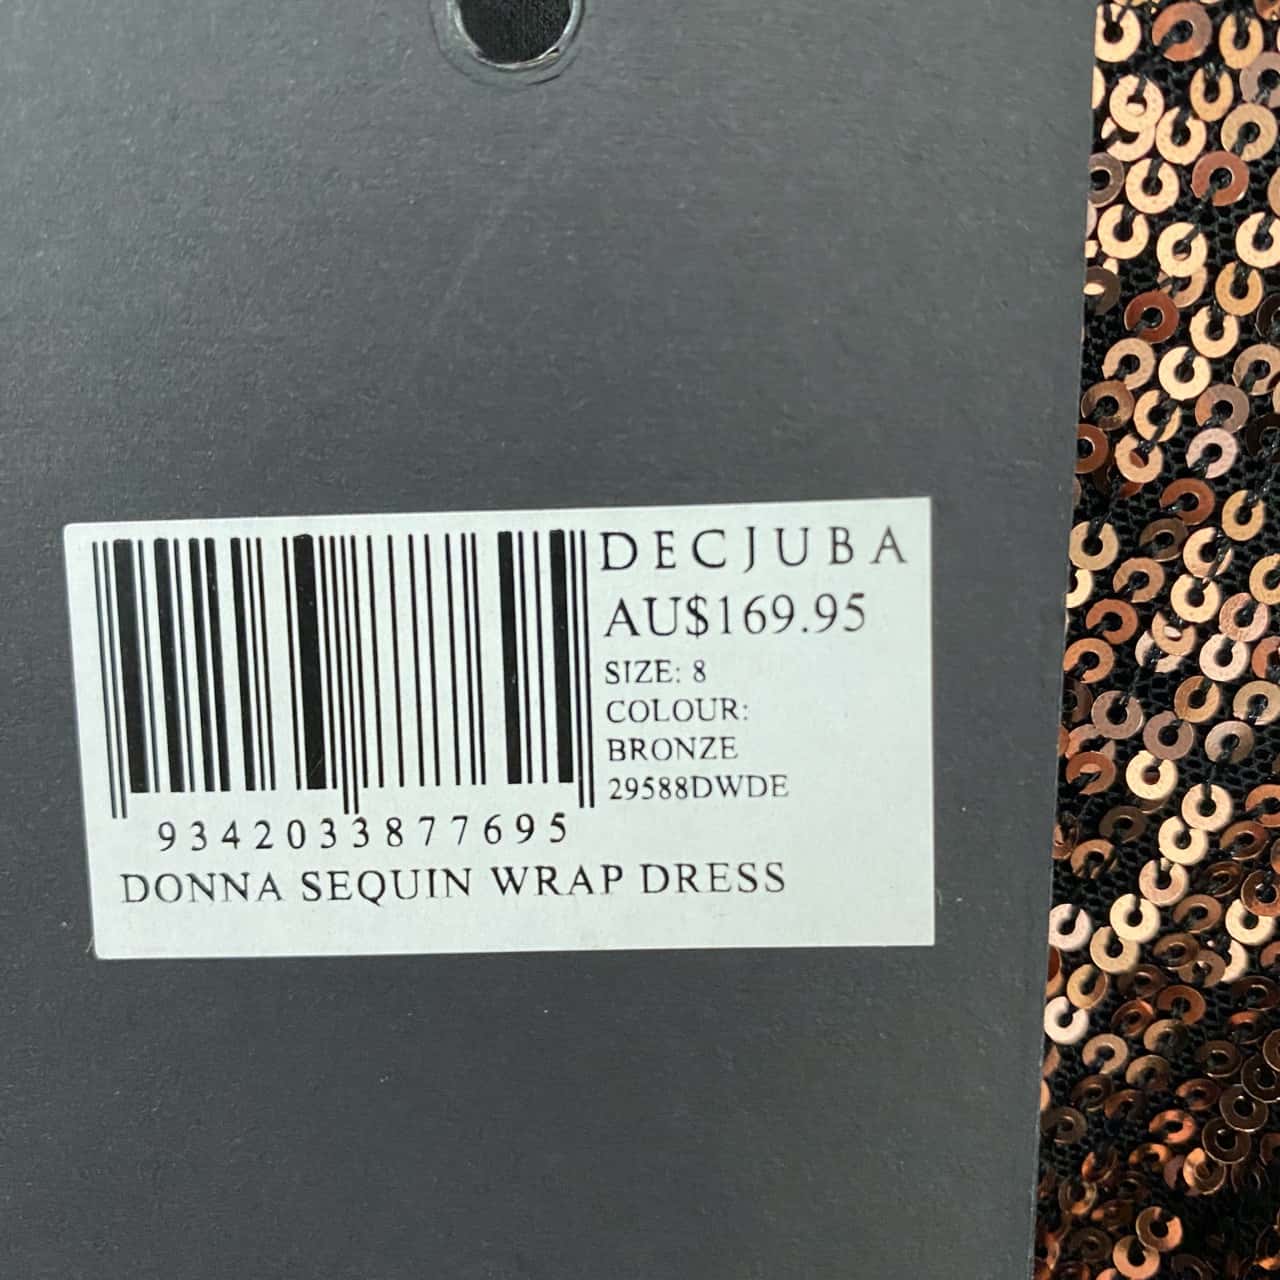 DECJUBA
AU$169.95
SIZE: 8
COLOUR:
BRONZE
29588DWDE
9342033877695
DONNA SEQUIN WRAP DRESS